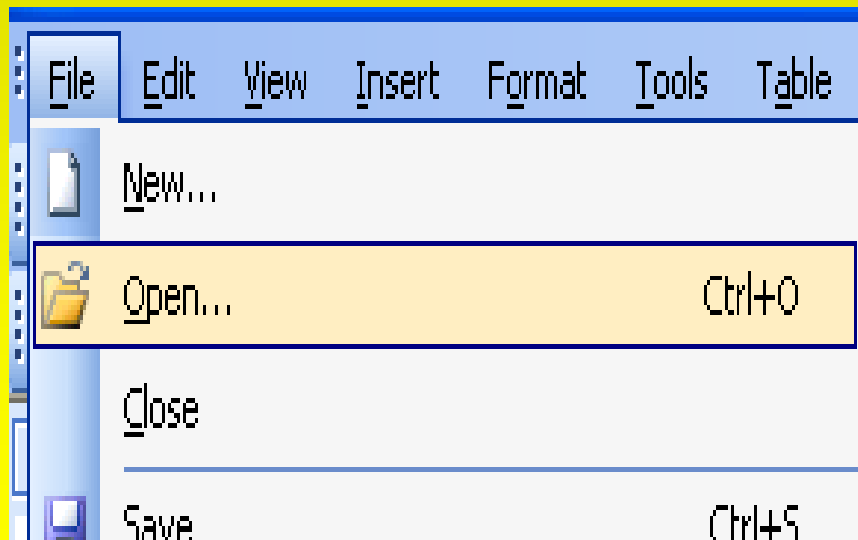 File Edit View Insert Format Tools Table
New...
Open... Ctrl+O
Close
Save Ctrl+S